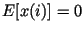 E[x(i)] = 0